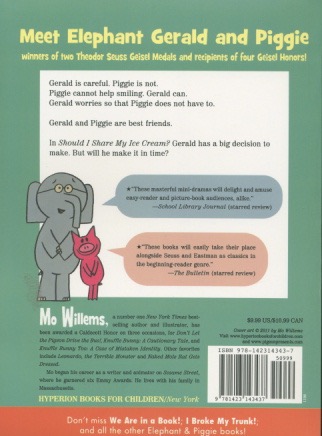 Meet Elephant Gerald and Piggie
Winners of two Theodor Seuss Geisel Medals and recipients of four Geisel Honors!
Gerald is careful. Piggie is not.
Piggie cannot help smiling. Gerald can.
Gerald worries so that Piggie does not have to.
Gerald and Piggie are best friends.
In Should I Share My Ice Cream? Gerald has a big decision to
make. But will he make it in time?
★"These masterful mini-dramas will delight and amuse
easy-reader and picture-book audiences, alike."
—School Library Journal (starred review)
★"These books will easily take their place
alongside Seuss and Eastman as classics
in the beginning-reader genre."
—The Bulletin (starred review)
Mo Willems, a number one New York Times best-
selling author and illustrator, has
been awarded a Caldecott Honor on three occasions, for Don't Let
the Pigeon Drive the Bus!, Knuffle Bunny: A Cautionary Tale, and
Knuffle Bunny Too: A Case of Mistaken Identity. Other favorites
include Leonardo, the Terrible Monster and Naked Mole Rat Gets
Dressed.
Mo began his career as a writer and animator on Sesame Street,
where he garnered six Emmy Awards. He lives with his family in
Massachusetts.
HYPERION BOOKS FOR CHILDREN/New York
$8.99 US/$10.99 CAN
Cover art © 2011 by Mo Willems
Visit www.hyperionbooksforchildren.com
and www.pigeonpresents.com
ISBN 978-142314343-7
50899
9 781423 143437
Don't miss We Are in a Book!, I Broke My Trunk!,
and all the other Elephant & Piggie books!